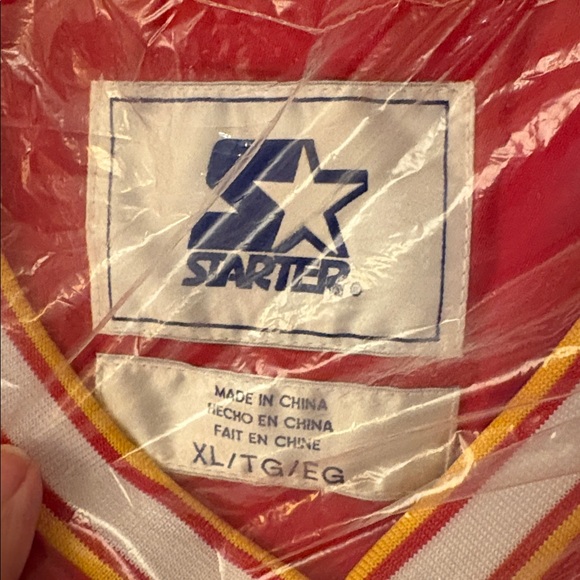 STARTER®
MADE IN CHINA
HECHO EN CHINA
FAIT EN CHINE
XL/TG/EG